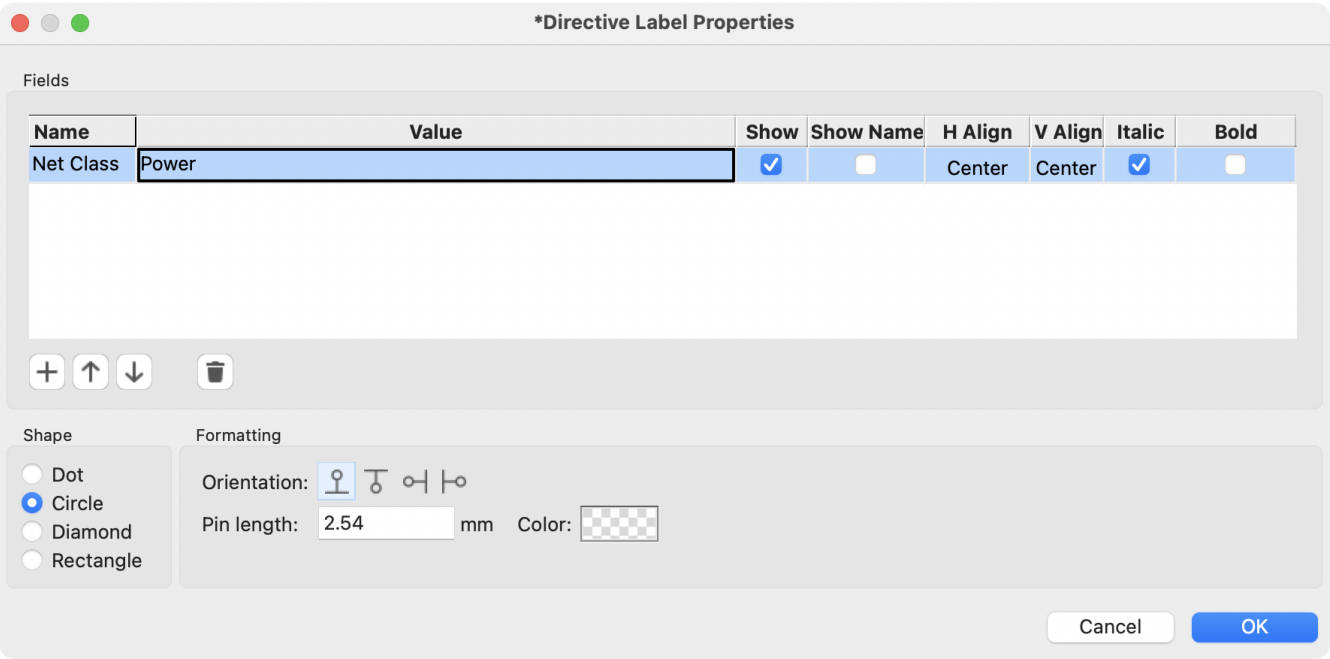 *Directive Label Properties
Fields
Name Value Show Show Name H Align V Align Italic Bold
Net Class Power Center Center
Shape Formatting
Dot
Circle
Diamond
Rectangle
Orientation:
Pin length: 2.54 mm Color:
Cancel OK